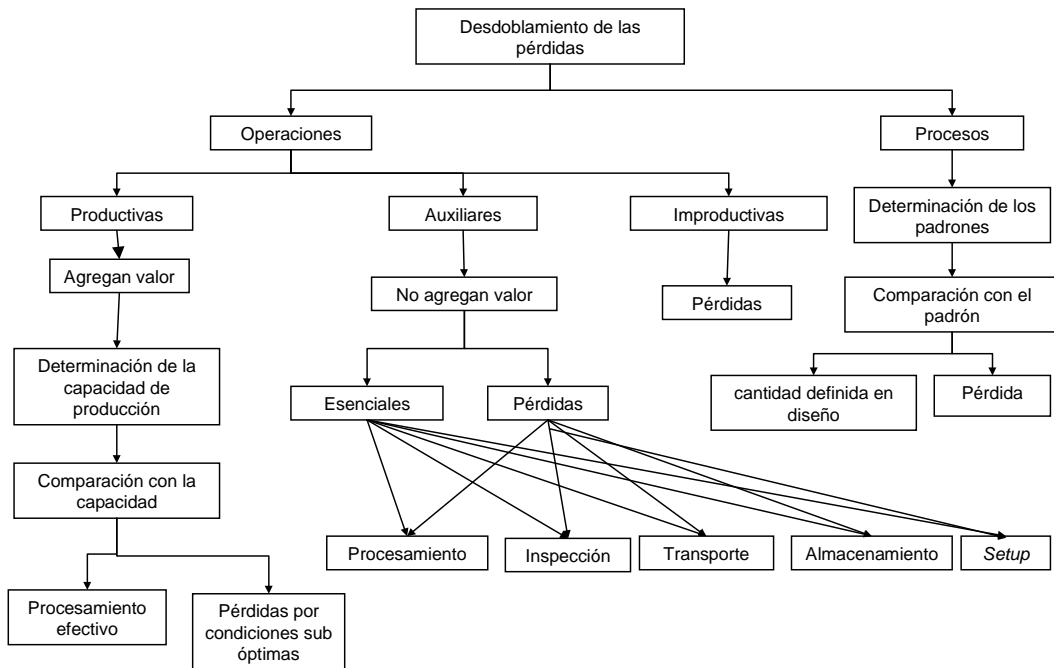 Desdoblamiento de las
pérdidas
Operaciones
Procesos
Productivas
Auxiliares
Improductivas
Determinación de los
padrones
Agregan valor
No agregan valor
Pérdidas
Comparación con el
padrón
Determinación de la
capacidad de
producción
Esenciales
Pérdidas
cantidad definida en
diseño
Pérdida
Comparación con la
capacidad
Procesamiento
Inspección
Transporte
Almacenamiento
Setup
Procesamiento
efectivo
Pérdidas por
condiciones sub
óptimas